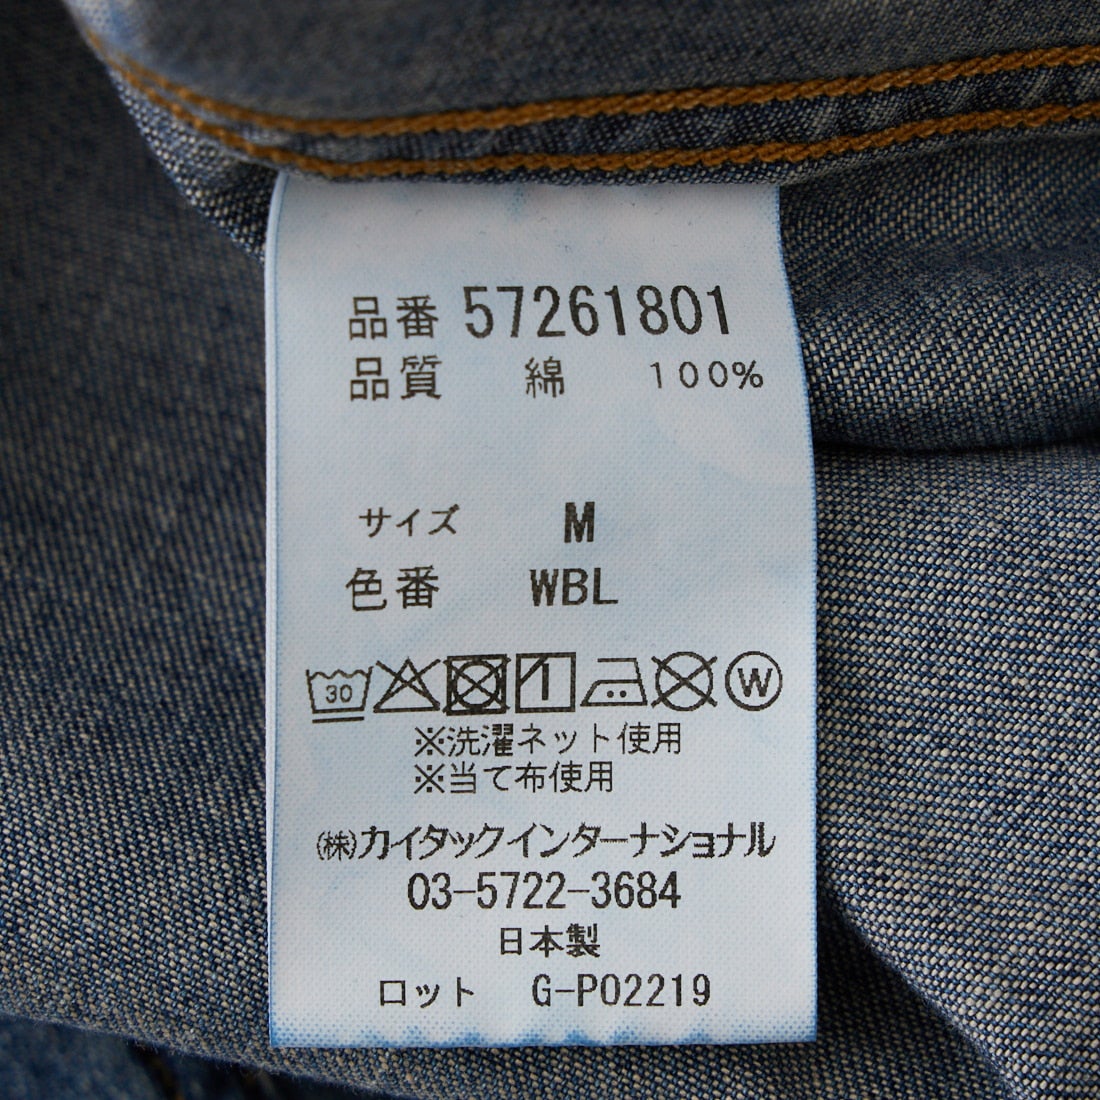 品番 57261801
品質 綿 100%
サイズ M
色番 WBL
30 W
※洗濯ネット使用
※当て布使用
㈱カイタックインターナショナル
03-5722-3684
日本製
ロット G-P02219